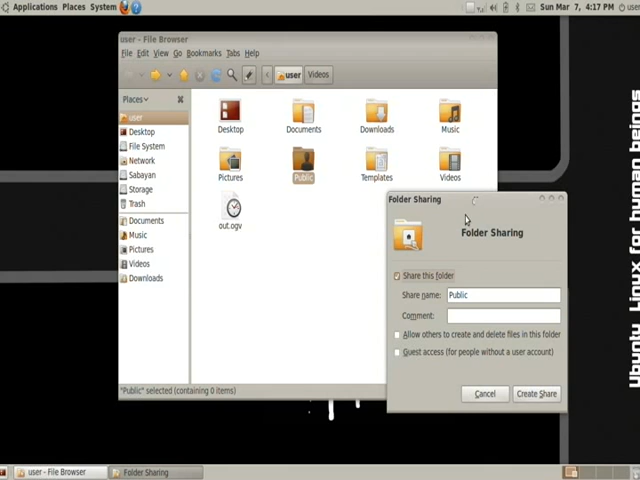 Applications Places System
Sun Mar 7, 4:17 PM user
user - File Browser
File Edit View Go Bookmarks Tabs Help
user Videos
Places
user
Desktop
File System
Network
Sabayan
Storage
Trash
Documents
Music
Pictures
Videos
Downloads
Desktop Documents Downloads Music
Pictures Public Templates Videos
out.ogv
"Public" selected (containing 0 items)
Folder Sharing
Folder Sharing
Share this folder
Share name: Public
Comment:
Allow others to create and delete files in this folder
Guest access (for people without a user account)
Cancel Create Share
Ubuntu Linux for human beings
user - File Browser Folder Sharing